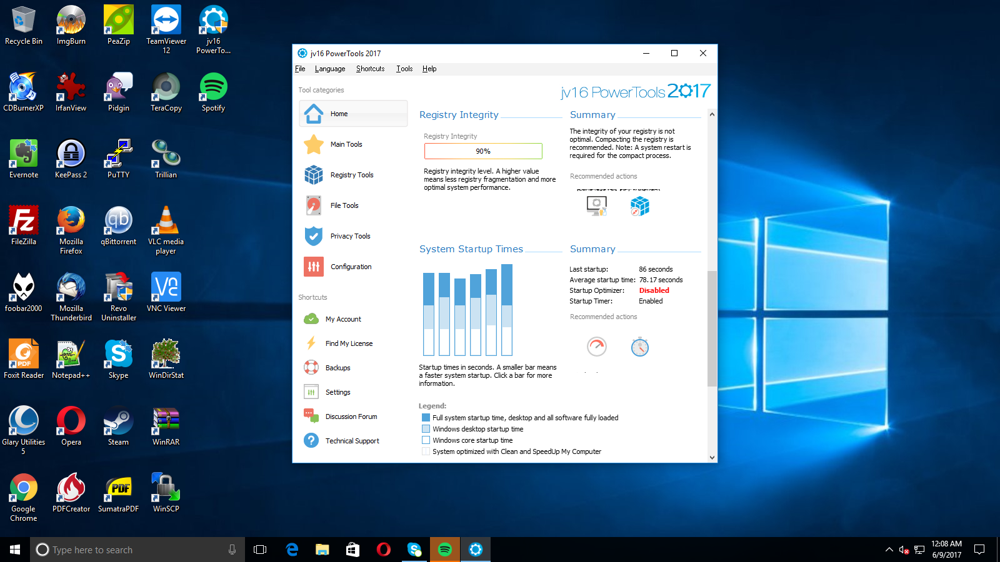 Recycle Bin
ImgBurn
PeaZip
TeamViewer
12
jv16
PowerTo...
CDBurnerXP
IrfanView
Pidgin
TeraCopy
Spotify
Evernote
KeePass 2
PuTTY
Trillian
FileZilla
Mozilla
Firefox
qBittorrent
VLC media
player
foobar2000
Mozilla
Thunderbird
Revo
Uninstaller
VNC Viewer
Foxit Reader
Notepad++
Skype
WinDirStat
Glary Utilities
5
Opera
Steam
WinRAR
Google
Chrome
PDFCreator
SumatraPDF
WinSCP
jv16 PowerTools 2017
File Language Shortcuts Tools Help
jv16 PowerTools 2017
Tool categories
Home
Main Tools
Registry Tools
File Tools
Privacy Tools
Configuration
Shortcuts
My Account
Find My License
Backups
Settings
Discussion Forum
Technical Support
Registry Integrity
Registry Integrity
90%
Registry integrity level. A higher value
means less registry fragmentation and more
optimal system performance.
Summary
The integrity of your registry is not
optimal. Compacting the registry is
recommended. Note: A system restart is
required for the compact process.
Recommended actions
System Startup Times
Startup times in seconds. A smaller bar means
a faster system startup. Click a bar for more
information.
Summary
Last startup: 86 seconds
Average startup time: 78.17 seconds
Startup Optimizer: Disabled
Startup Timer: Enabled
Recommended actions
Legend:
Full system startup time, desktop and all software fully loaded
Windows desktop startup time
Windows core startup time
System optimized with Clean and SpeedUp My Computer
Type here to search
12:08 AM
6/9/2017